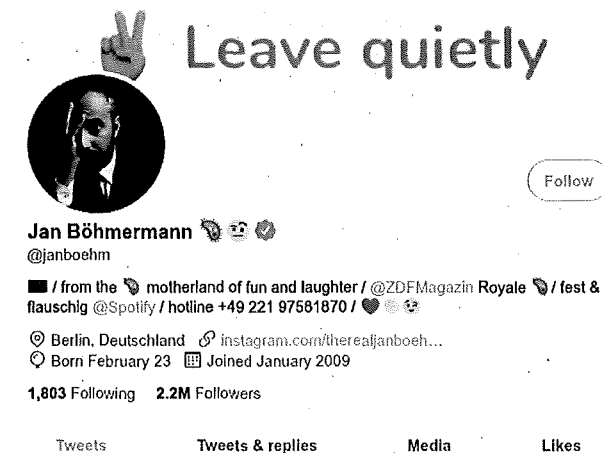 Leave quietly
Follow
Jan Böhmermann
@janboehm
/ from the motherland of fun and laughter / @ZDFMagazin Royale / fest &
flauschig @Spotify / hotline +49 221 97581870 /
Berlin, Deutschland instagram.com/therealjanboeh...
Born February 23 Joined January 2009
1,803 Following 2.2M Followers
Tweets Tweets & replies Media Likes